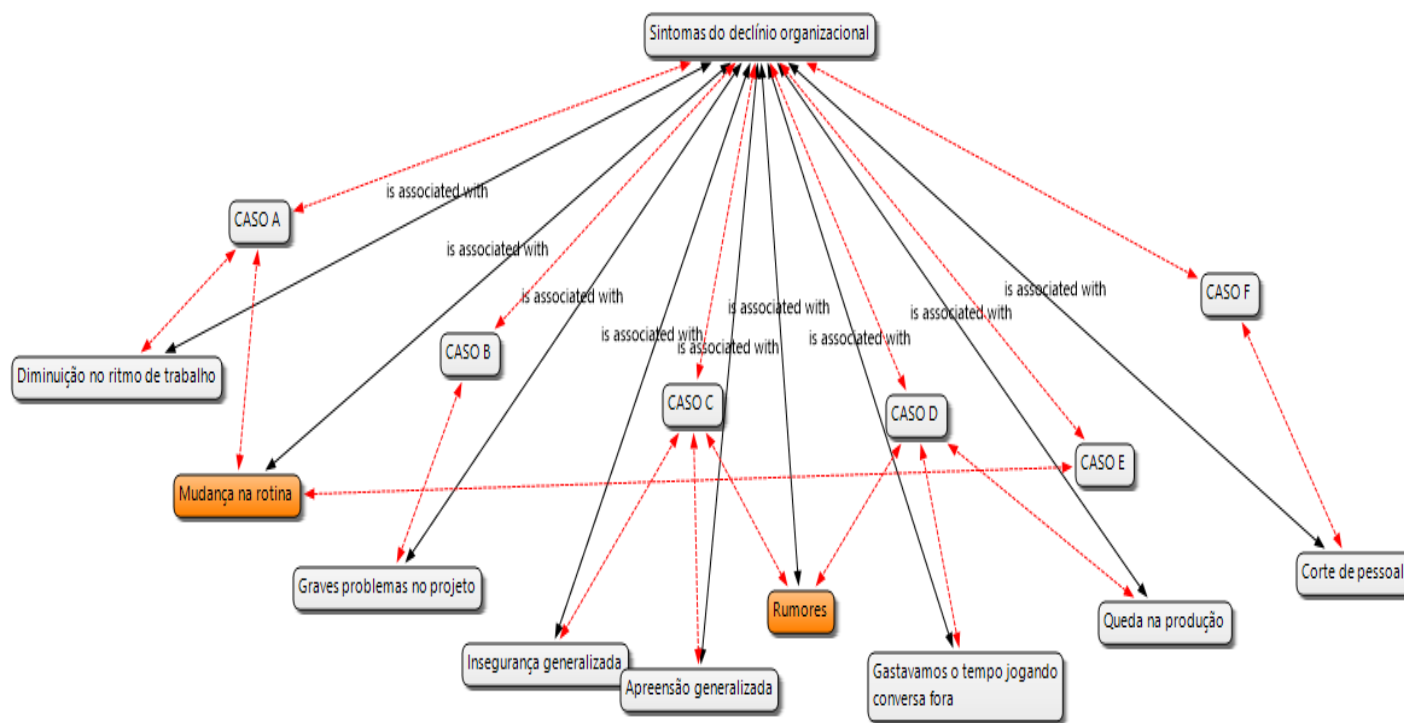 Sintomas do declínio organizacional
is associated with
CASO A
is associated with
CASO F
is associated with
is associated with
is associated with
is associated with
is associated with
is associated with
CASO B
Diminuição no ritmo de trabalho
CASO C
CASO D
CASO E
Mudança na rotina
Graves problemas no projeto
Corte de pessoal
Rumores
Queda na produção
Insegurança generalizada
Apreensão generalizada
Gastavamos o tempo jogando
conversa fora